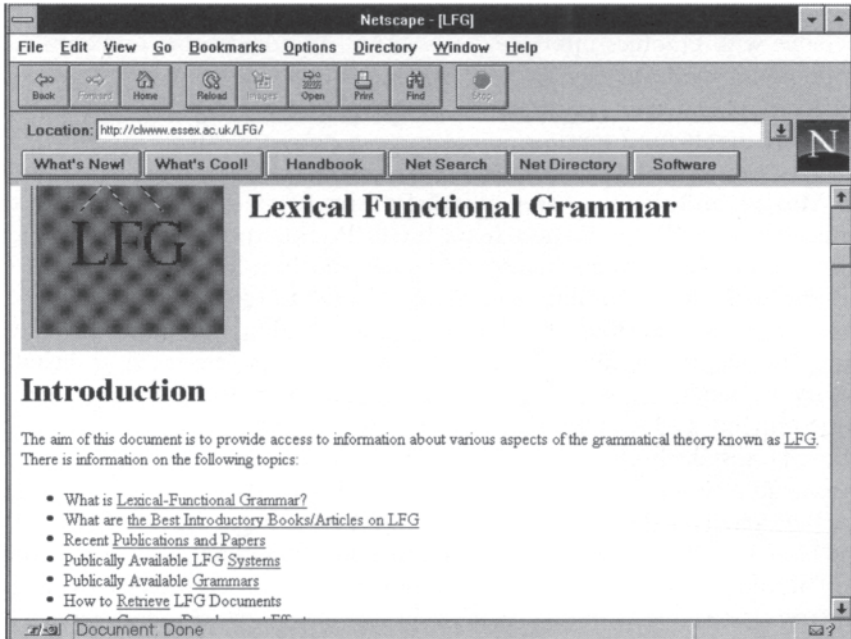 Netscape - [LFG]
File Edit View Go Bookmarks Options Directory Window Help
Back Forward Home Reload Images Open Print Find Stop
Location: http://clwww.essex.ac.uk/LFG/
N
What's New! What's Cool! Handbook Net Search Net Directory Software
LFG
Lexical Functional Grammar
Introduction
The aim of this document is to provide access to information about various aspects of the grammatical theory known as LFG.
There is information on the following topics:
• What is Lexical-Functional Grammar?
• What are the Best Introductory Books/Articles on LFG
• Recent Publications and Papers
• Publically Available LFG Systems
• Publically Available Grammars
• How to Retrieve LFG Documents
Document: Done
?